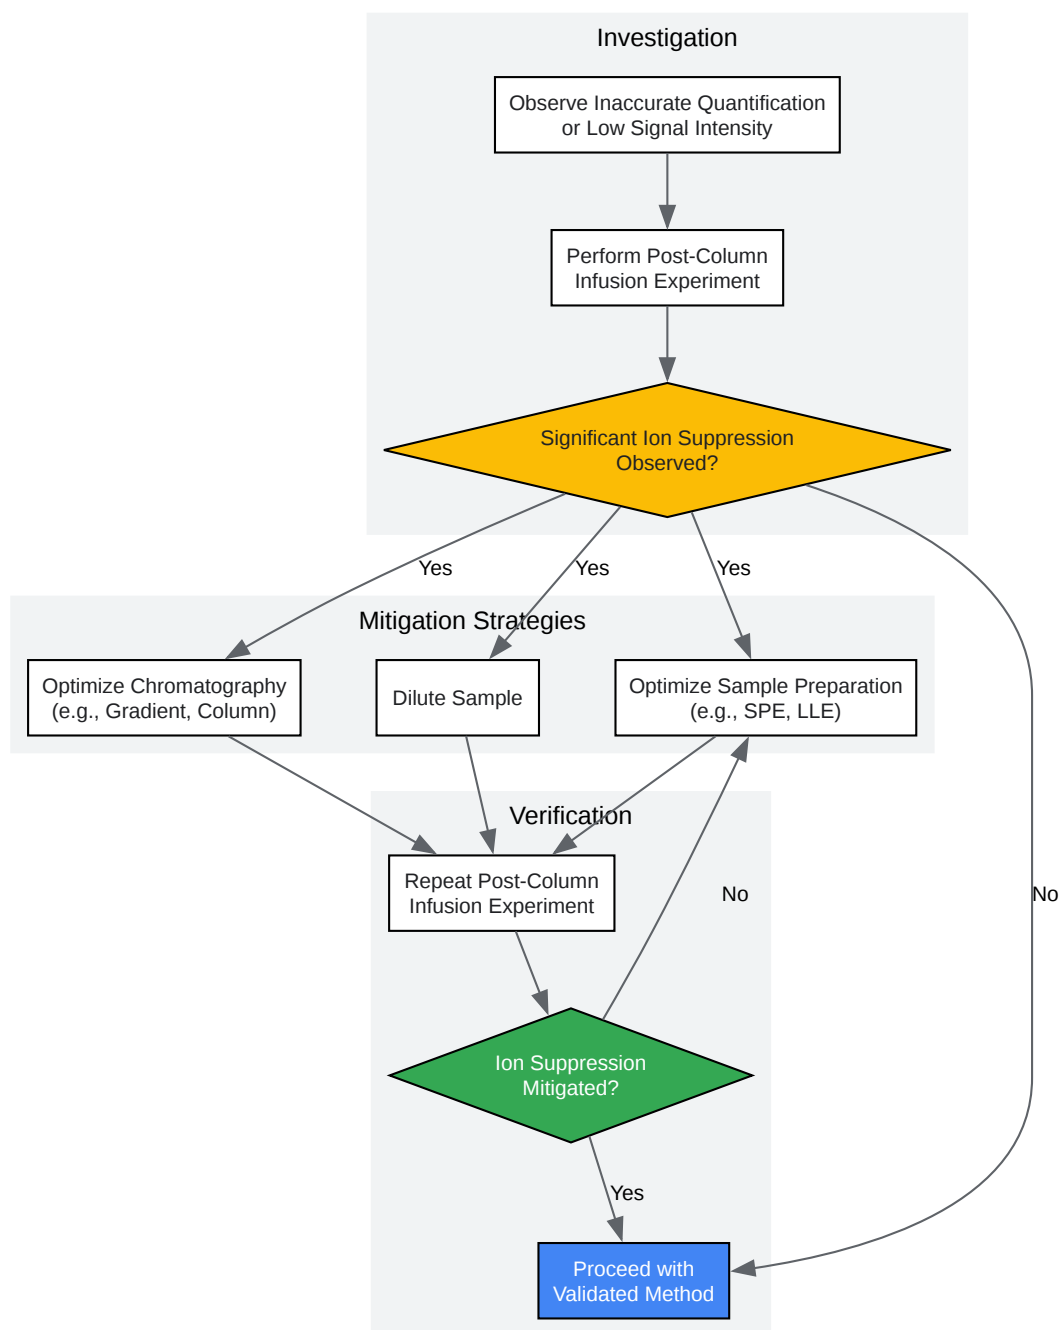 Investigation
Observe Inaccurate Quantification
or Low Signal Intensity
Perform Post-Column
Infusion Experiment
Significant Ion Suppression
Observed?
Yes
Yes
Yes
Mitigation Strategies
Optimize Chromatography
(e.g., Gradient, Column)
Dilute Sample
Optimize Sample Preparation
(e.g., SPE, LLE)
Verification
Repeat Post-Column
Infusion Experiment
No
No
Ion Suppression
Mitigated?
Yes
Proceed with
Validated Method